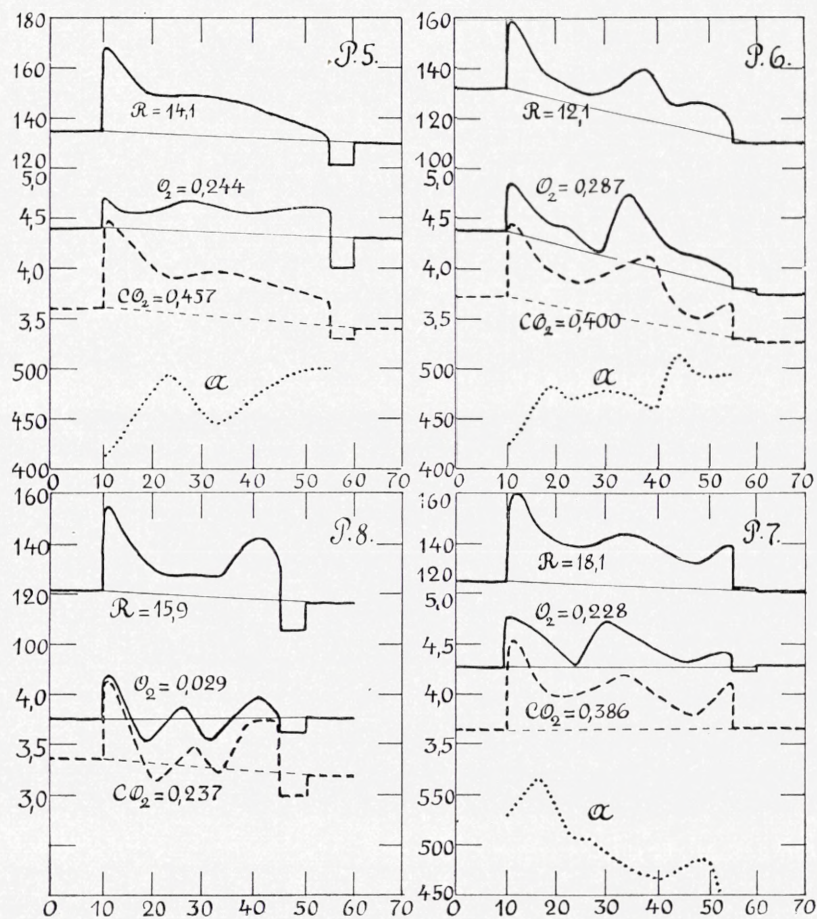 180
P.5.
160
R = 14,1
140
120
5,0
O₂ = 0,244
4,5
4,0
CO₂ = 0,457
3,5
500
α
450
400
0 10 20 30 40 50 60 70
160
P.6.
140
R = 12,1
120
100
5,0
O₂ = 0,287
4,5
4,0
3,5
CO₂ = 0,400
500
α
450
400
0 10 20 30 40 50 60 70
160
P.8.
140
120
R = 15,9
100
O₂ = 0,029
4,0
3,5
CO₂ = 0,237
3,0
0 10 20 30 40 50 60 70
160
P.7.
140
R = 18,1
120
5,0
O₂ = 0,228
4,5
4,0
CO₂ = 0,386
3,5
550
α
500
450
0 10 20 30 40 50 60 70